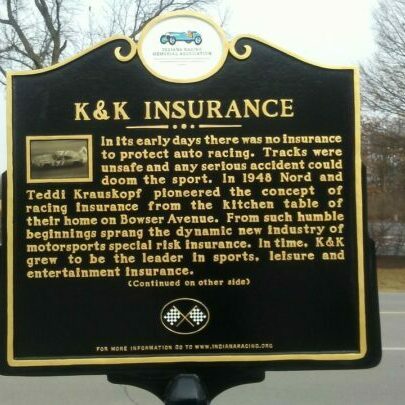 INDIANA RACING
MEMORIAL ASSOCIATION
K&K INSURANCE
In its early days there was no insurance
to protect auto racing. Tracks were
unsafe and any serious accident could
doom the sport. In 1948 Nord and
Teddi Krauskopf pioneered the concept of
racing insurance from the kitchen table of
their home on Bowser Avenue. From such humble
beginnings sprang the dynamic new industry of
motorsports special risk insurance. In time, K&K
grew to be the leader in sports, leisure and
entertainment insurance.
(Continued on other side)
FOR MORE INFORMATION GO TO WWW.INDIANARACING.ORG